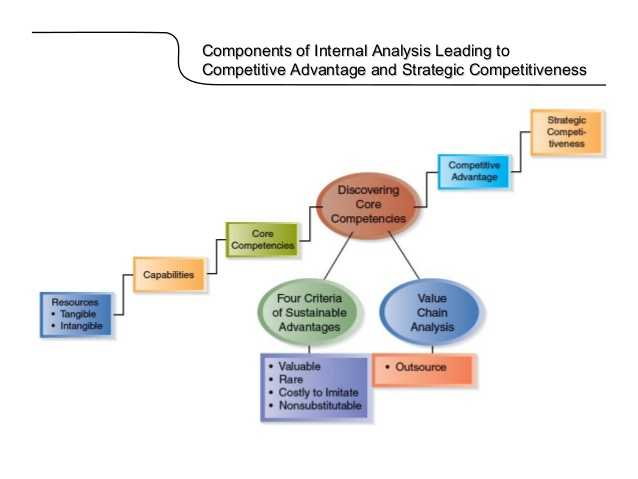 Components of Internal Analysis Leading to
Competitive Advantage and Strategic Competitiveness
Strategic
Competi-
tiveness
Competitive
Advantage
Discovering
Core
Competencies
Core
Competencies
Capabilities
Resources
• Tangible
• Intangible
Four Criteria
of Sustainable
Advantages
Value
Chain
Analysis
• Valuable
• Rare
• Costly to Imitate
• Nonsubstitutable
• Outsource